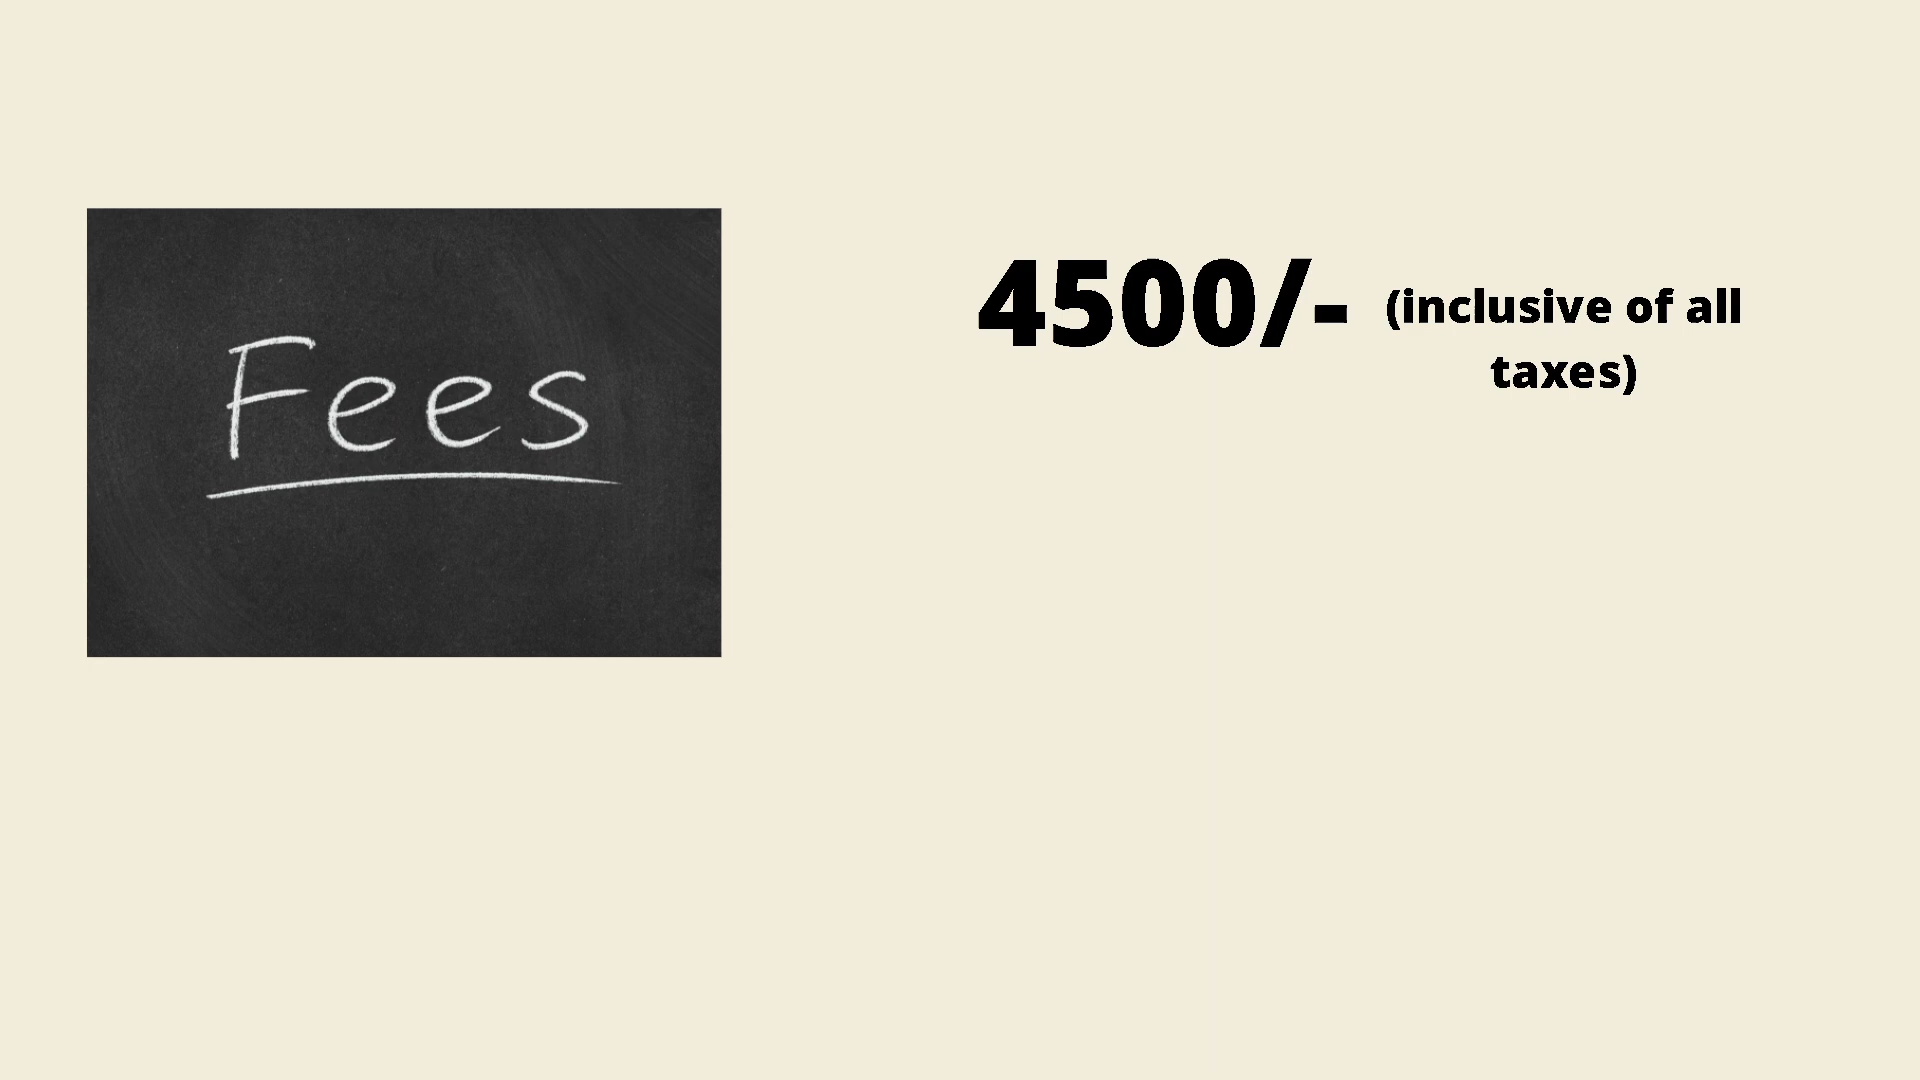 Fees
4500/- (inclusive of all
taxes)